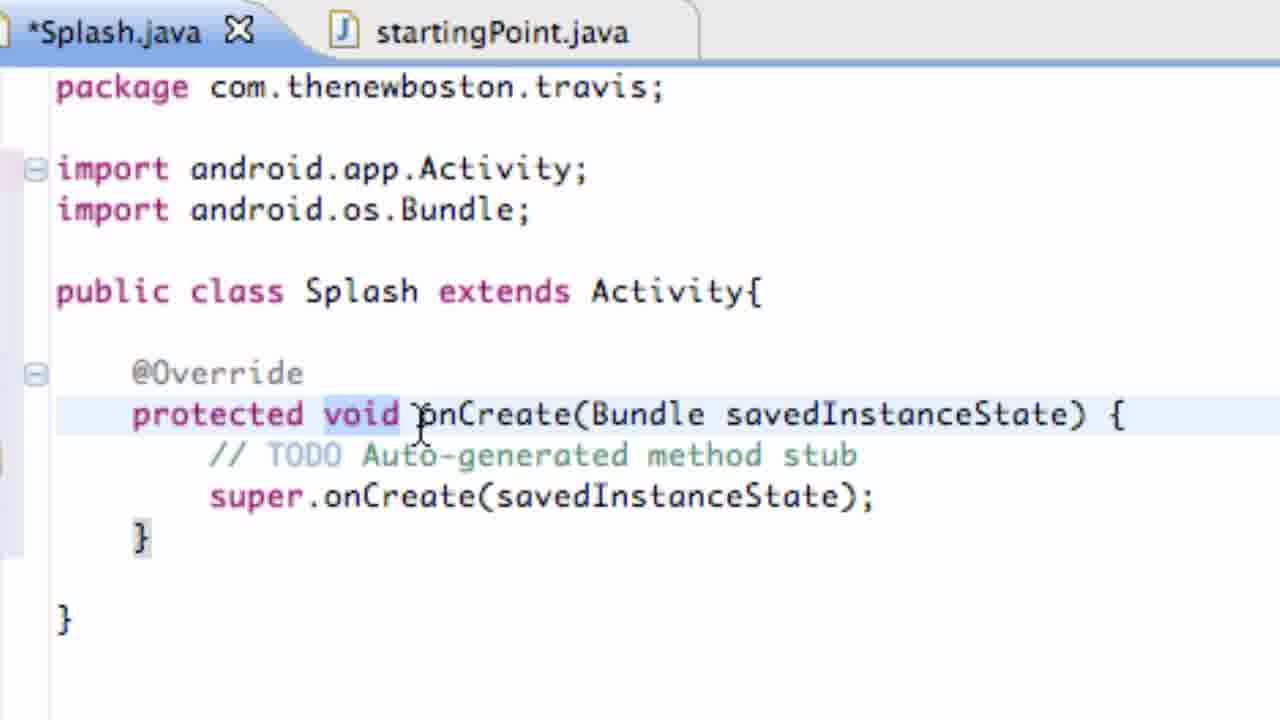 *Splash.java
startingPoint.java
package com.thenewboston.travis;
import android.app.Activity;
import android.os.Bundle;
public class Splash extends Activity{
@Override
protected void onCreate(Bundle savedInstanceState) {
// TODO Auto-generated method stub
super.onCreate(savedInstanceState);
}
}